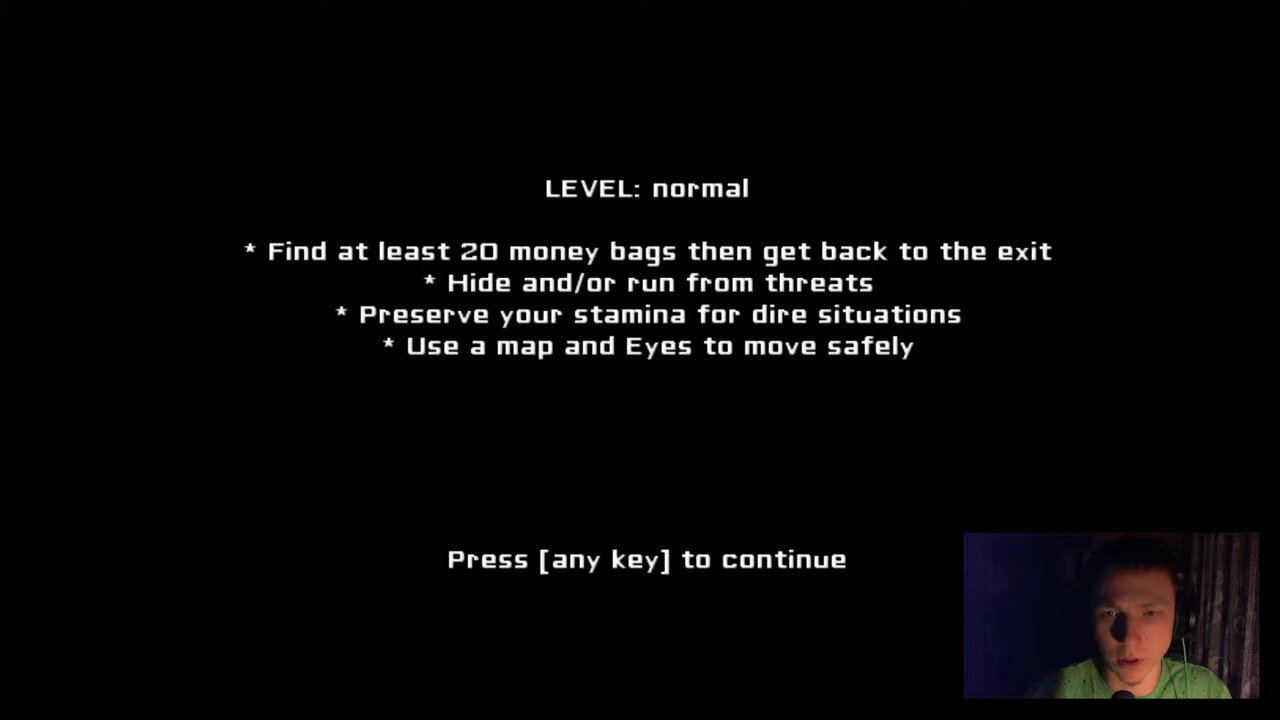 LEVEL: normal
* Find at least 20 money bags then get back to the exit
* Hide and/or run from threats
* Preserve your stamina for dire situations
* Use a map and Eyes to move safely
Press [any key] to continue